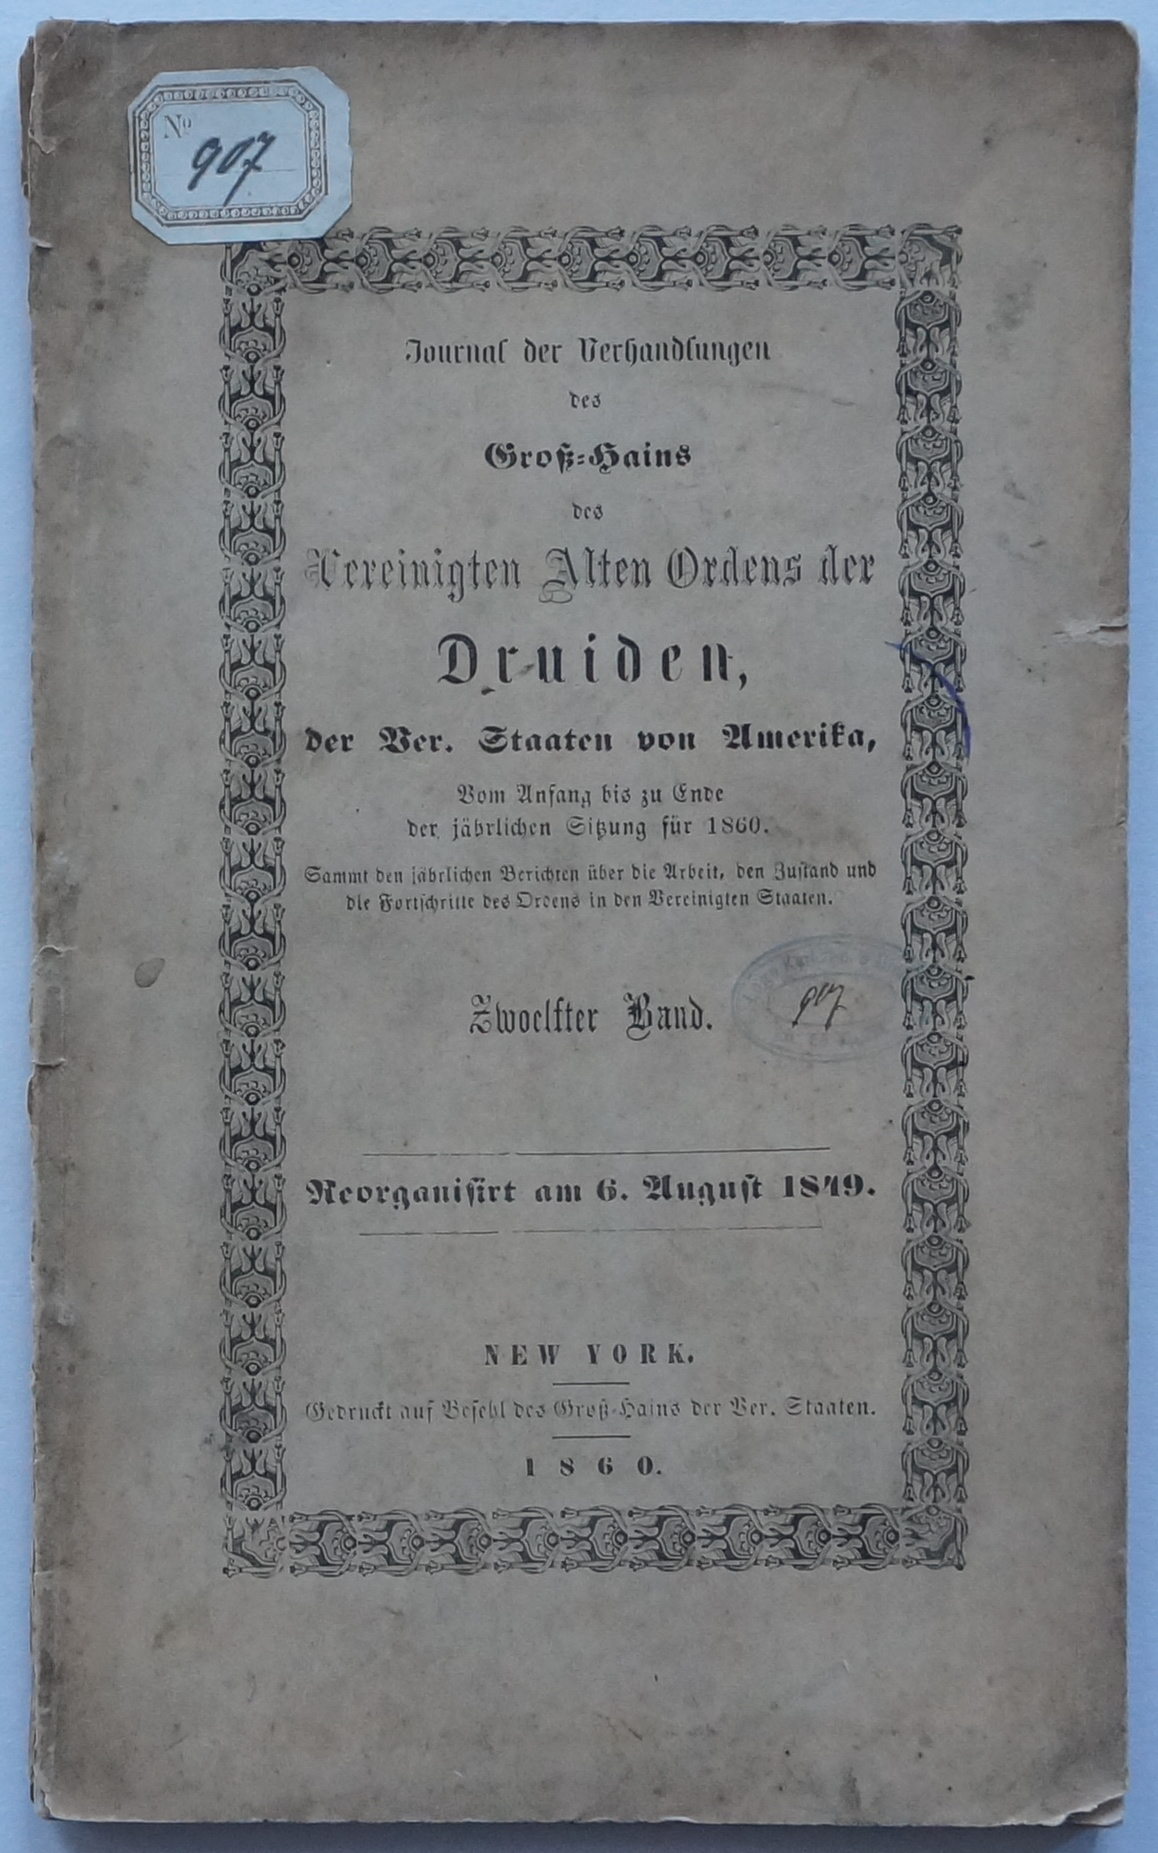 No
907
Journal der Verhandlungen
des
Groß-Hains
des
Vereinigten Alten Ordens der
Druiden,
der Ver. Staaten von Amerika,
Vom Anfang bis zu Ende
der jährlichen Sitzung für 1860.
Sammt den jährlichen Berichten über die Arbeit, den Zustand und
die Fortschritte des Ordens in den Vereinigten Staaten.
Zwoelfter Band.
907
Reorganisirt am 6. August 1849.
NEW YORK.
Gedruckt auf Befehl des Groß-Hains der Ver. Staaten.
1860.